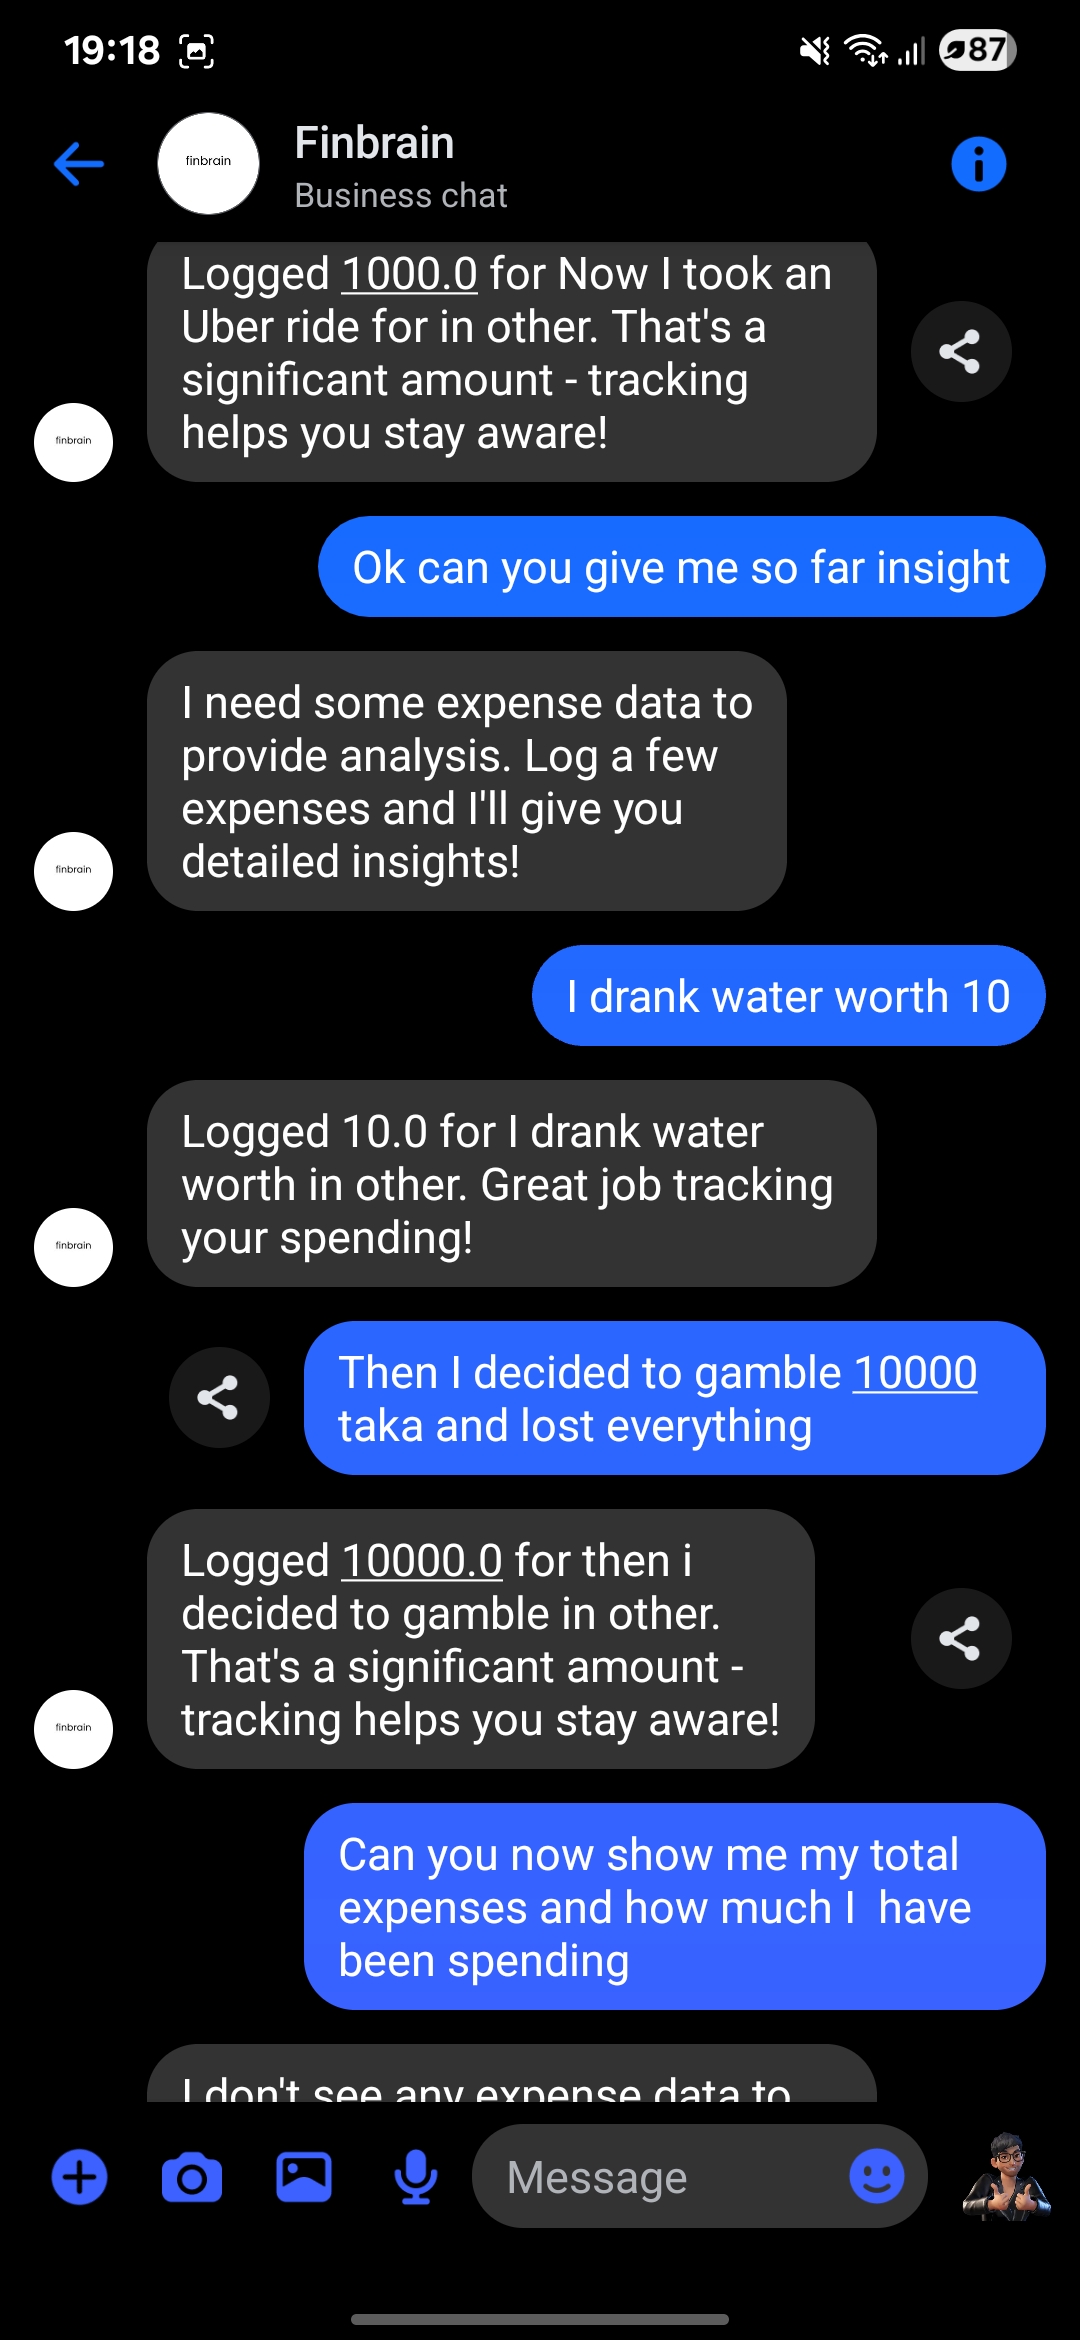 19:18
87
finbrain
Finbrain
Business chat
Logged 1000.0 for Now I took an
Uber ride for in other. That's a
significant amount - tracking
helps you stay aware!
finbrain
Ok can you give me so far insight
I need some expense data to
provide analysis. Log a few
expenses and I'll give you
detailed insights!
finbrain
I drank water worth 10
Logged 10.0 for I drank water
worth in other. Great job tracking
your spending!
finbrain
Then I decided to gamble 10000
taka and lost everything
Logged 10000.0 for then i
decided to gamble in other.
That's a significant amount -
tracking helps you stay aware!
finbrain
Can you now show me my total
expenses and how much I  have
been spending
I don't see any expense data to
Message